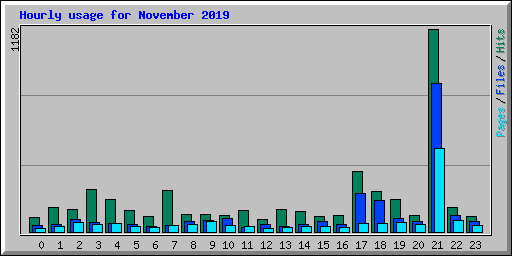 Hourly usage for November 2019
1182
Pages/Files/Hits
0 1 2 3 4 5 6 7 8 9 10 11 12 13 14 15 16 17 18 19 20 21 22 23